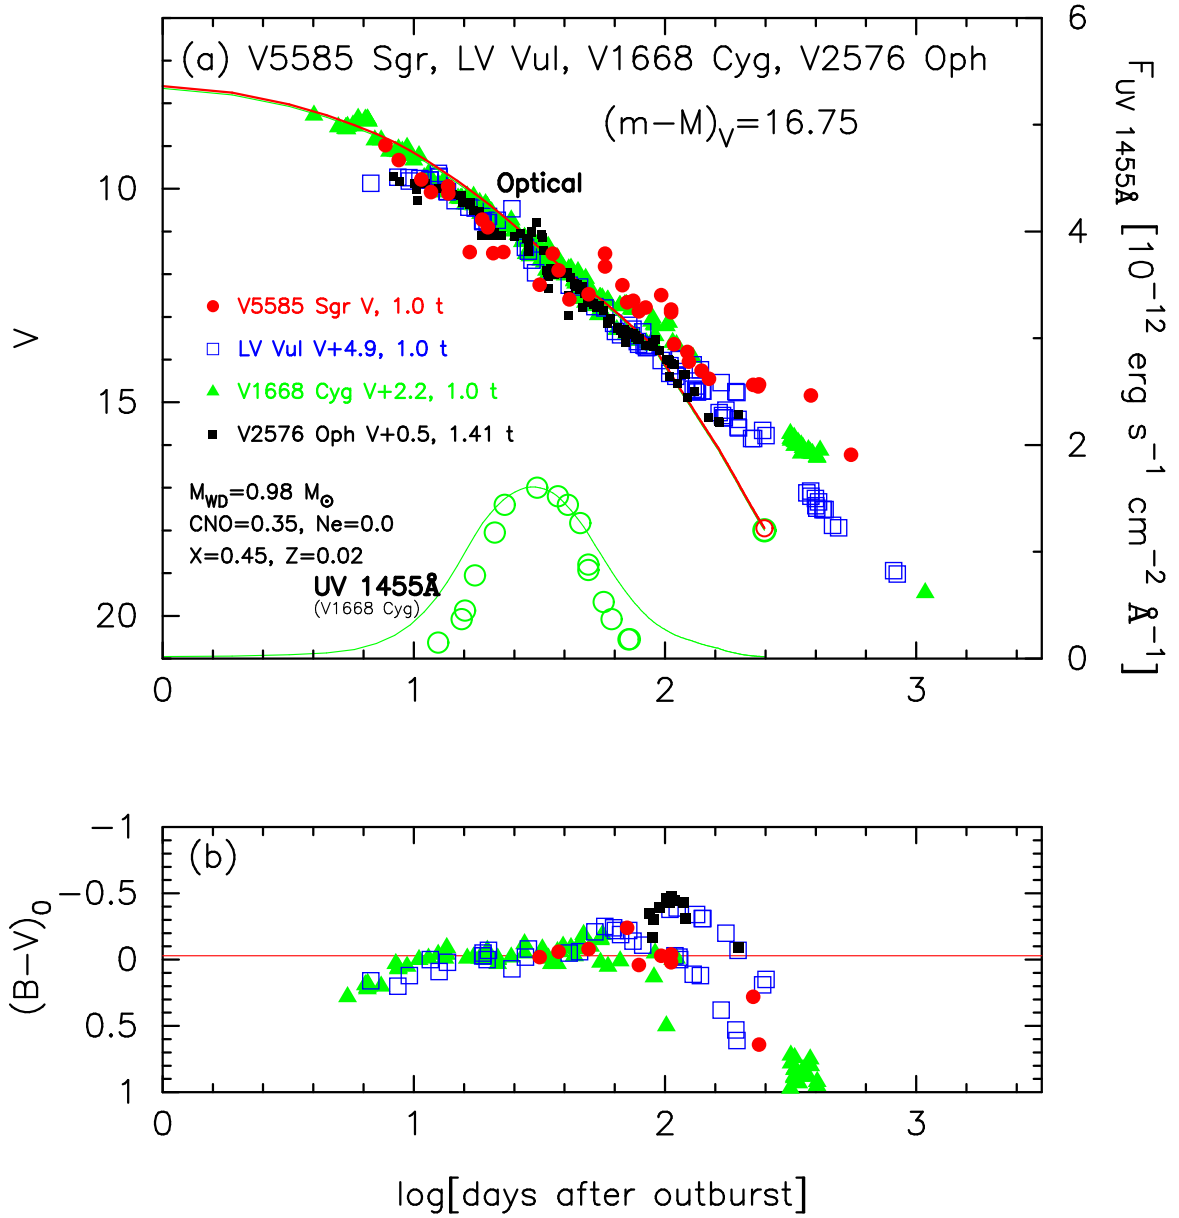 (a) V5585 Sgr, LV Vul, V1668 Cyg, V2576 Oph
(m−M)V=16.75
Optical
V5585 Sgr V, 1.0 t
LV Vul V+4.9, 1.0 t
V1668 Cyg V+2.2, 1.0 t
V2576 Oph V+0.5, 1.41 t
MWD=0.98 M⊙
CNO=0.35, Ne=0.0
X=0.45, Z=0.02
UV 1455Å
(V1668 Cyg)
V
10
15
20
0 1 2 3
6
4
2
0
FUV 1455Å [10−12 erg s−1 cm−2 Å−1]
(b)
(B−V)0
−1
−0.5
0
0.5
1
0 1 2 3
log[days after outburst]